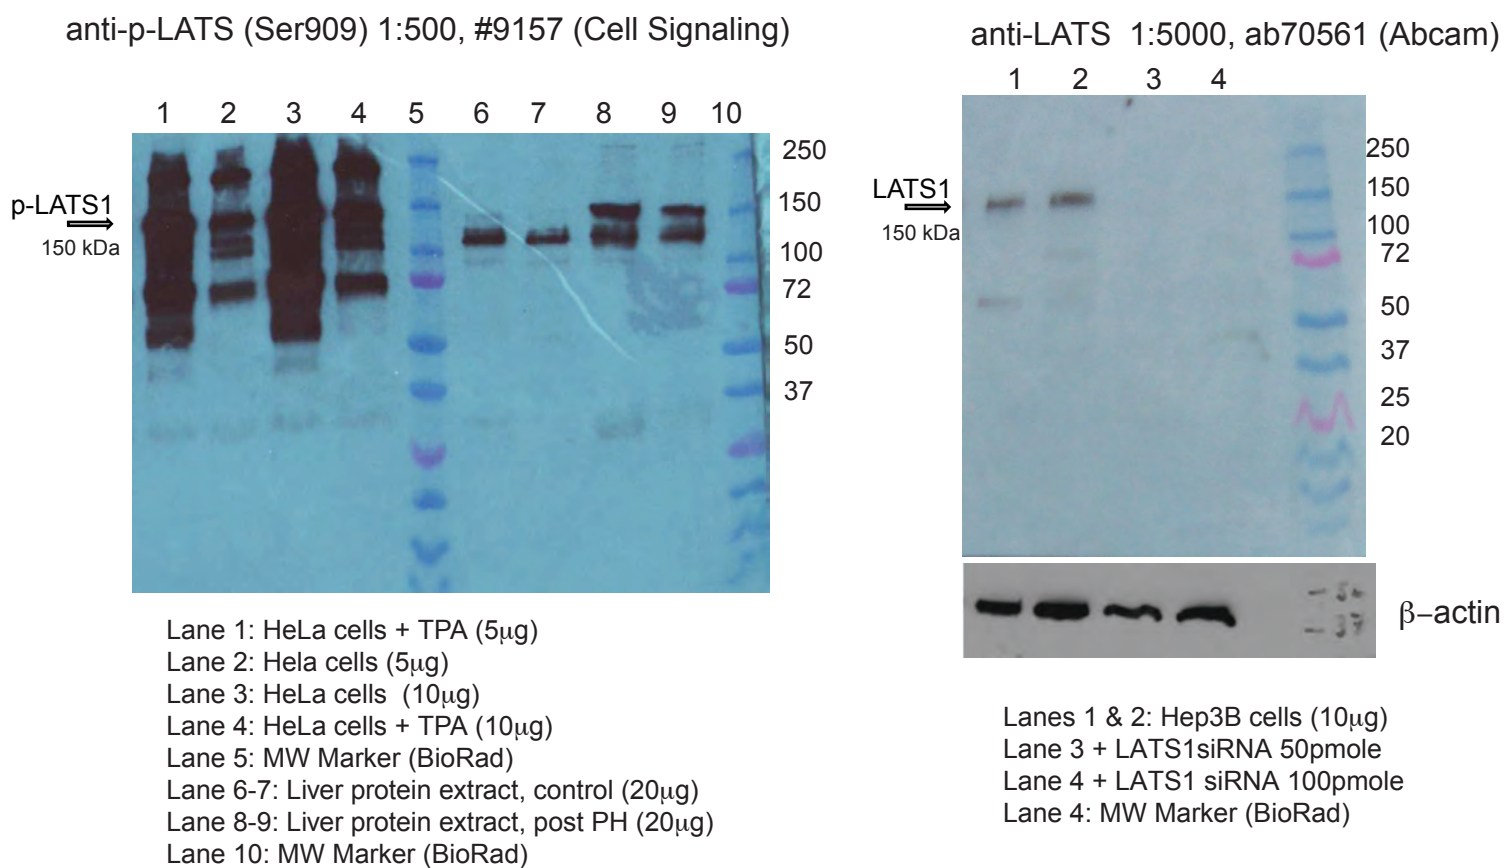 anti-p-LATS (Ser909) 1:500, #9157 (Cell Signaling)
1 2 3 4 5 6 7 8 9 10
250
p-LATS1
150
150 kDa
100
72
50
37
Lane 1: HeLa cells + TPA (5μg)
Lane 2: Hela cells (5μg)
Lane 3: HeLa cells (10μg)
Lane 4: HeLa cells + TPA (10μg)
Lane 5: MW Marker (BioRad)
Lane 6-7: Liver protein extract, control (20μg)
Lane 8-9: Liver protein extract, post PH (20μg)
Lane 10: MW Marker (BioRad)
anti-LATS 1:5000, ab70561 (Abcam)
1 2 3 4
250
LATS1
150
150 kDa
100
72
50
37
25
20
β–actin
Lanes 1 & 2: Hep3B cells (10μg)
Lane 3 + LATS1siRNA 50pmole
Lane 4 + LATS1 siRNA 100pmole
Lane 4: MW Marker (BioRad)